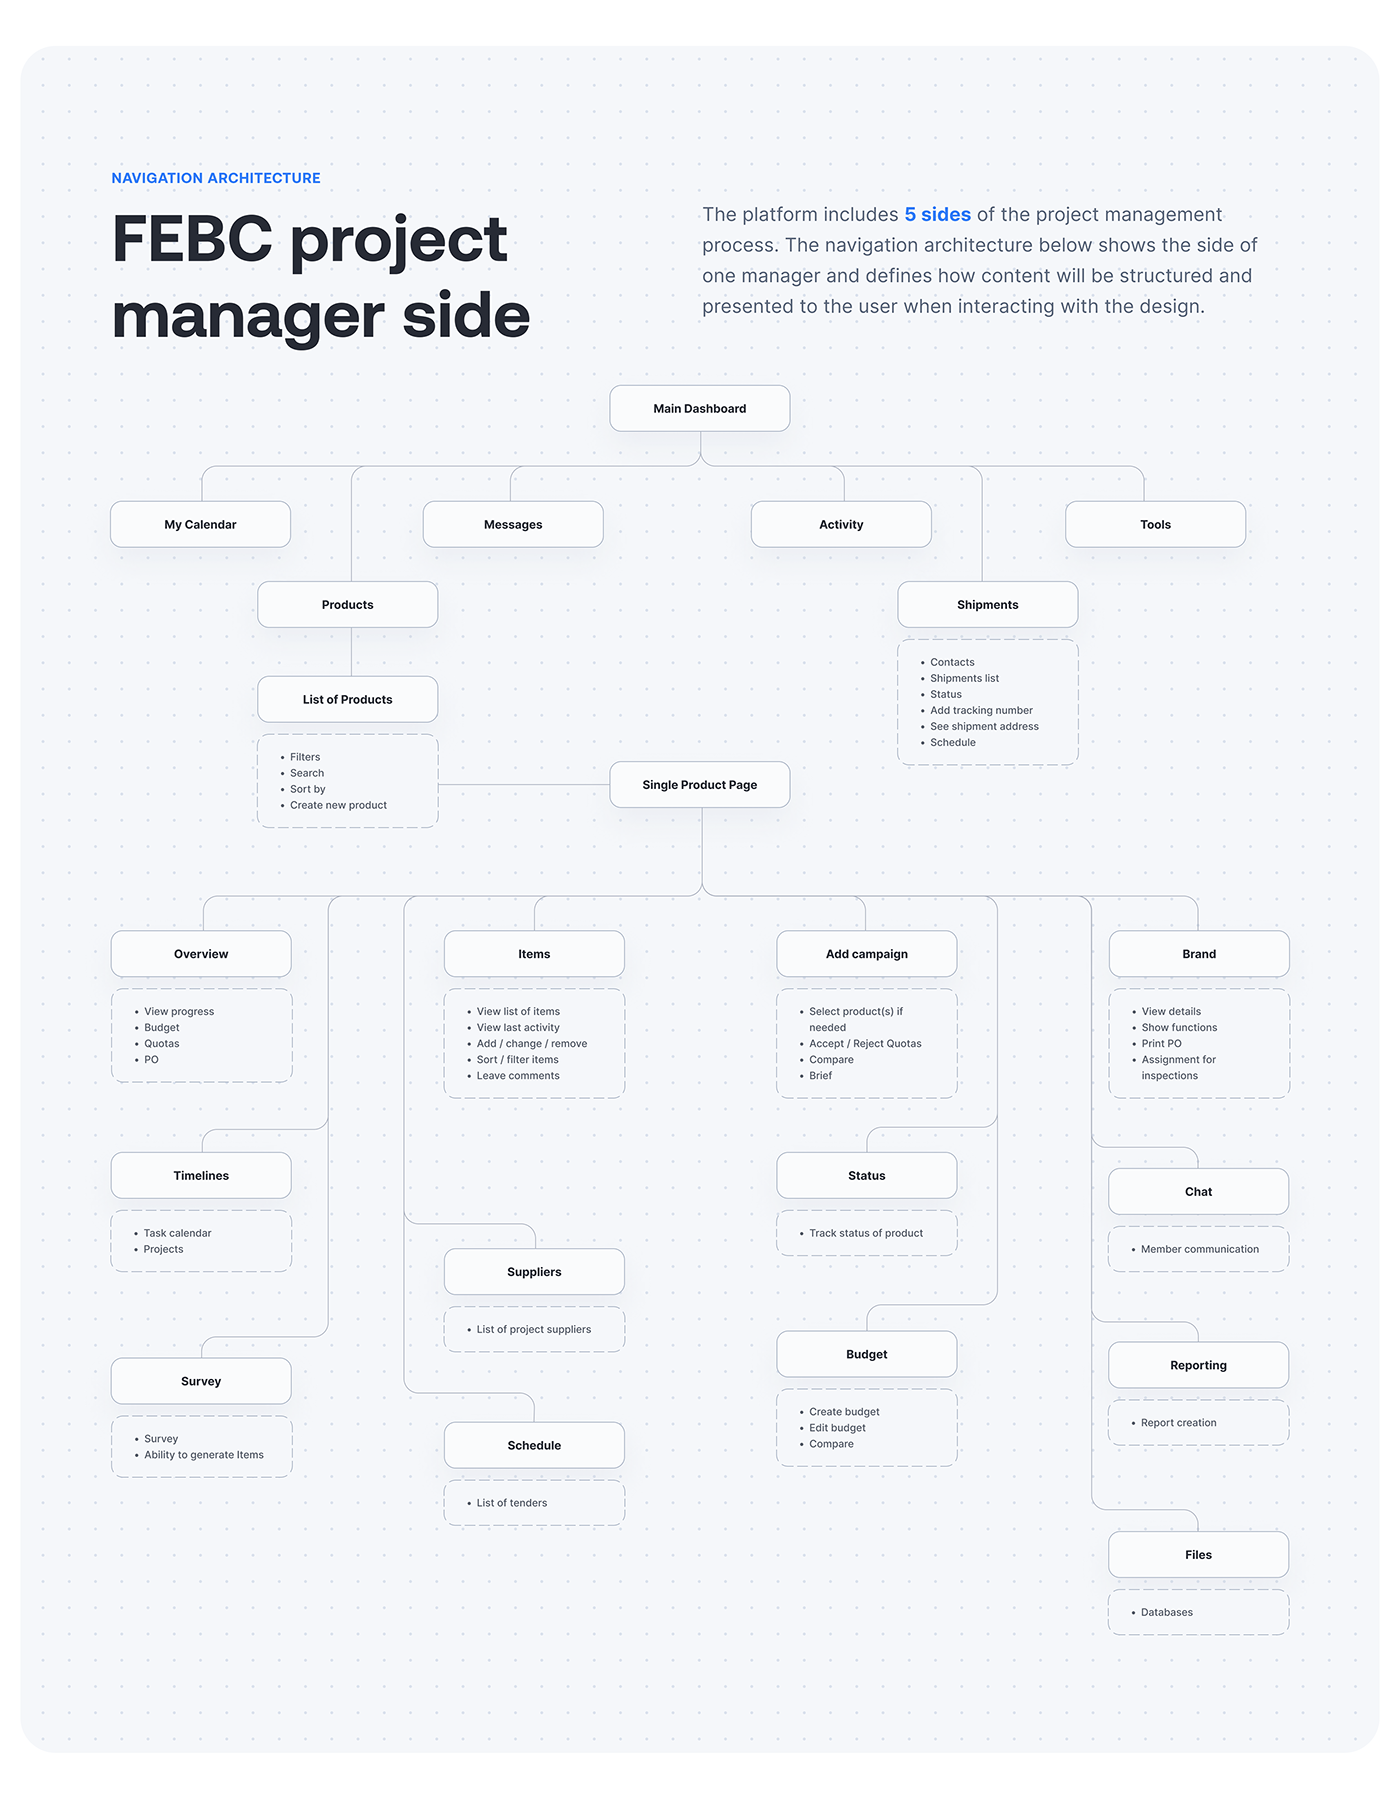 NAVIGATION ARCHITECTURE
FEBC project
manager side
The platform includes 5 sides of the project management
process. The navigation architecture below shows the side of
one manager and defines how content will be structured and
presented to the user when interacting with the design.
Main Dashboard
My Calendar
Messages
Activity
Tools
Products
Shipments
• Contacts
• Shipments list
• Status
• Add tracking number
• See shipment address
• Schedule
List of Products
• Filters
• Search
• Sort by
• Create new product
Single Product Page
Overview
• View progress
• Budget
• Quotas
• PO
Items
• View list of items
• View last activity
• Add / change / remove
• Sort / filter items
• Leave comments
Add campaign
• Select product(s) if
needed
• Accept / Reject Quotas
• Compare
• Brief
Brand
• View details
• Show functions
• Print PO
• Assignment for
inspections
Timelines
• Task calendar
• Projects
Status
• Track status of product
Chat
• Member communication
Suppliers
• List of project suppliers
Survey
• Survey
• Ability to generate Items
Budget
• Create budget
• Edit budget
• Compare
Reporting
• Report creation
Schedule
• List of tenders
Files
• Databases